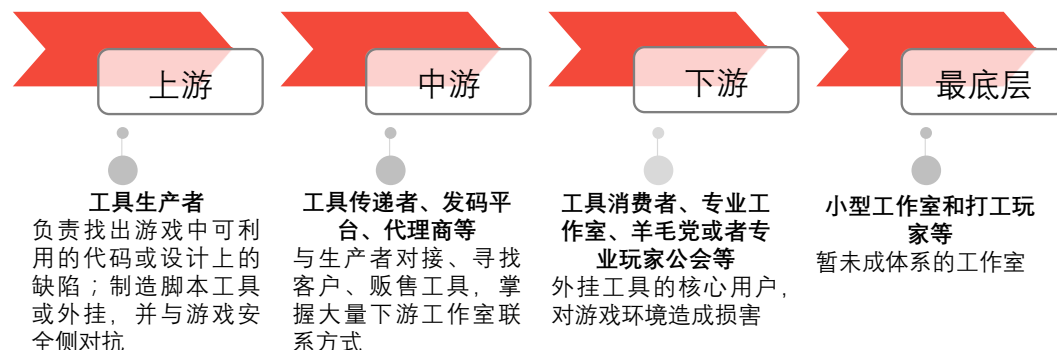 上游
工具生产者
负责找出游戏中可利
用的代码或设计上的
缺陷；制造脚本工具
或外挂，并与游戏安
全侧对抗
中游
工具传递者、发码平
台、代理商等
与生产者对接、寻找
客户、贩售工具，掌
握大量下游工作室联
系方式
下游
工具消费者、专业工
作室、羊毛党或者专
业玩家公会等
外挂工具的核心用户，
对游戏环境造成损害
最底层
小型工作室和打工玩
家等
暂未成体系的工作室